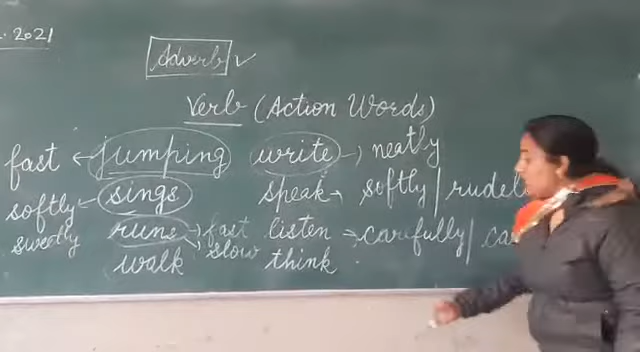 2021
Adverb ✓
Verb (Action Words)
fast ← jumping write → neatly
softly ← sings speak → softly /
sweetly runs → fast listen → carefully /
walk slow think